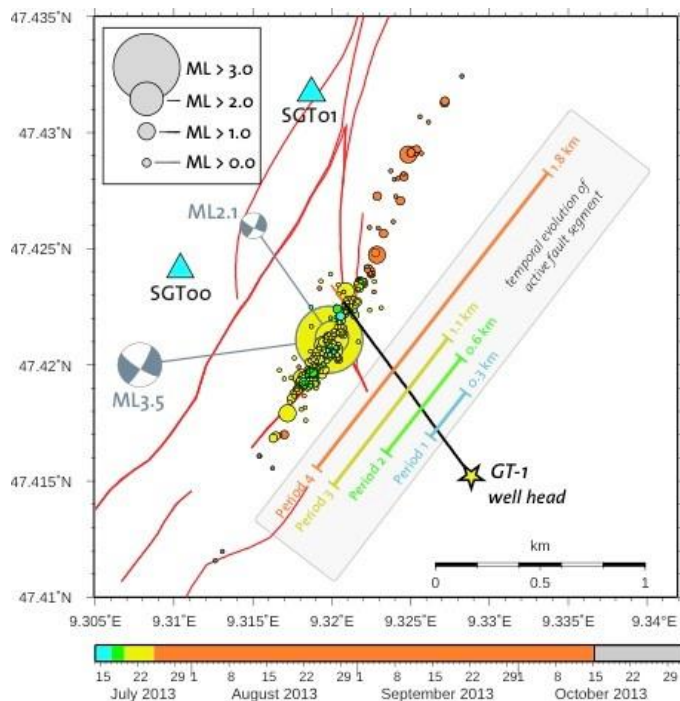 47.435˚N
47.43˚N
47.425˚N
47.42˚N
47.415˚N
47.41˚N
ML > 3.0
ML > 2.0
ML > 1.0
ML > 0.0
SGT01
ML2.1
SGT00
ML3.5
1.8 km
temporal evolution of
active fault segment
1.1 km
0.6 km
0.3 km
Period 4
Period 3
Period 2
Period 1
GT-1
well head
km
0 0.5 1
9.305˚E 9.31˚E 9.315˚E 9.32˚E 9.325˚E 9.33˚E 9.335˚E 9.34˚E
15 22 29 1 8 15 22 29 1 8 15 22 29 1 8 15 22 29
July 2013 August 2013 September 2013 October 2013